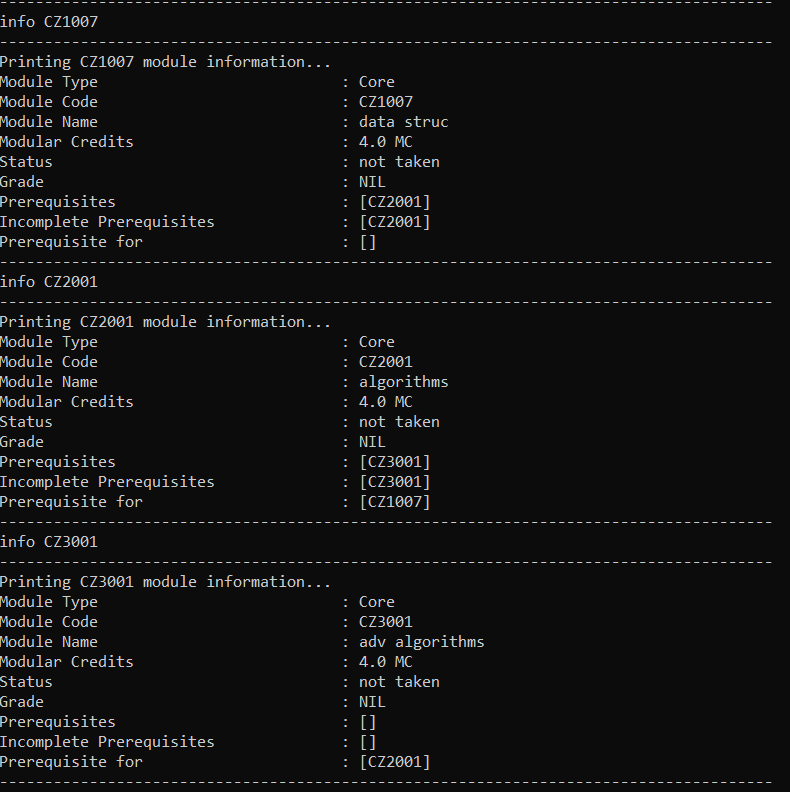 info CZ1007
--------------------------------------------------------------------------------------
Printing CZ1007 module information...
Module Type                           : Core
Module Code                           : CZ1007
Module Name                           : data struc
Modular Credits                       : 4.0 MC
Status                                : not taken
Grade                                 : NIL
Prerequisites                         : [CZ2001]
Incomplete Prerequisites              : [CZ2001]
Prerequisite for                      : []
--------------------------------------------------------------------------------------
info CZ2001
--------------------------------------------------------------------------------------
Printing CZ2001 module information...
Module Type                           : Core
Module Code                           : CZ2001
Module Name                           : algorithms
Modular Credits                       : 4.0 MC
Status                                : not taken
Grade                                 : NIL
Prerequisites                         : [CZ3001]
Incomplete Prerequisites              : [CZ3001]
Prerequisite for                      : [CZ1007]
--------------------------------------------------------------------------------------
info CZ3001
--------------------------------------------------------------------------------------
Printing CZ3001 module information...
Module Type                           : Core
Module Code                           : CZ3001
Module Name                           : adv algorithms
Modular Credits                       : 4.0 MC
Status                                : not taken
Grade                                 : NIL
Prerequisites                         : []
Incomplete Prerequisites              : []
Prerequisite for                      : [CZ2001]
--------------------------------------------------------------------------------------